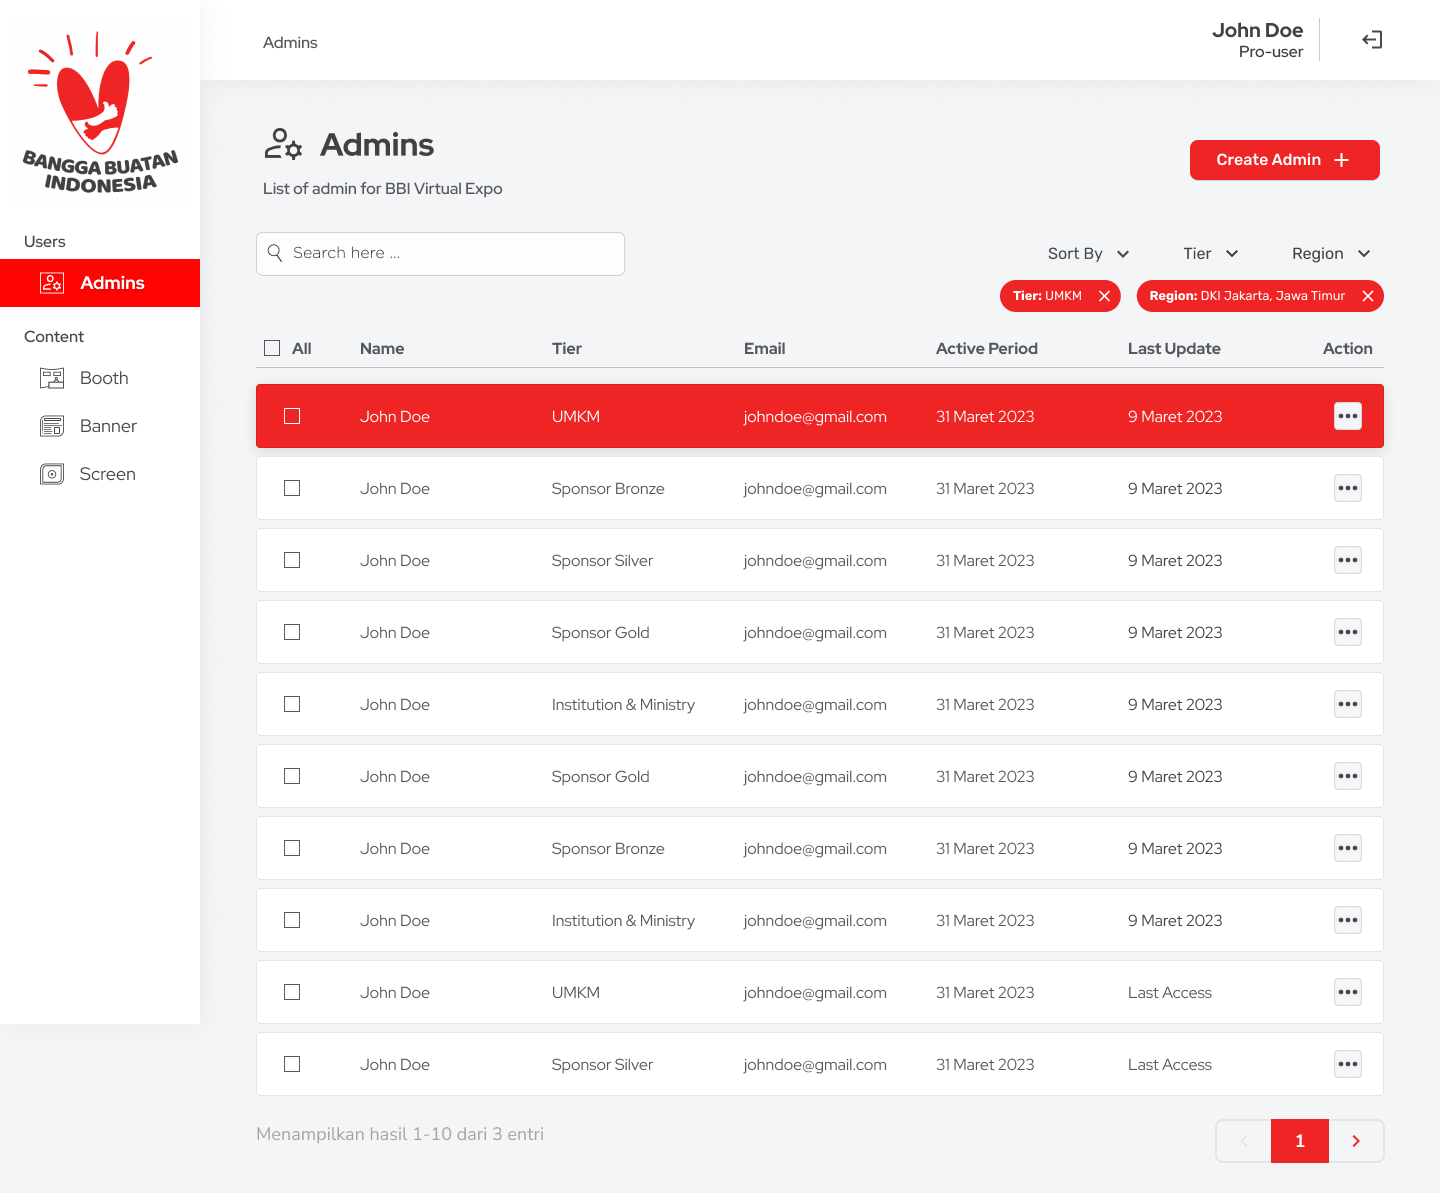 BANGGA BUATAN
INDONESIA
Users
Admins
Content
Booth
Banner
Screen
Admins
John Doe
Pro-user
Admins
List of admin for BBI Virtual Expo
Create Admin
Search here ...
Sort By Tier Region
Tier: UMKM Region: DKI Jakarta, Jawa Timur
All Name Tier Email Active Period Last Update Action
John Doe UMKM johndoe@gmail.com 31 Maret 2023 9 Maret 2023
John Doe Sponsor Bronze johndoe@gmail.com 31 Maret 2023 9 Maret 2023
John Doe Sponsor Silver johndoe@gmail.com 31 Maret 2023 9 Maret 2023
John Doe Sponsor Gold johndoe@gmail.com 31 Maret 2023 9 Maret 2023
John Doe Institution & Ministry johndoe@gmail.com 31 Maret 2023 9 Maret 2023
John Doe Sponsor Gold johndoe@gmail.com 31 Maret 2023 9 Maret 2023
John Doe Sponsor Bronze johndoe@gmail.com 31 Maret 2023 9 Maret 2023
John Doe Institution & Ministry johndoe@gmail.com 31 Maret 2023 9 Maret 2023
John Doe UMKM johndoe@gmail.com 31 Maret 2023 Last Access
John Doe Sponsor Silver johndoe@gmail.com 31 Maret 2023 Last Access
Menampilkan hasil 1-10 dari 3 entri
1